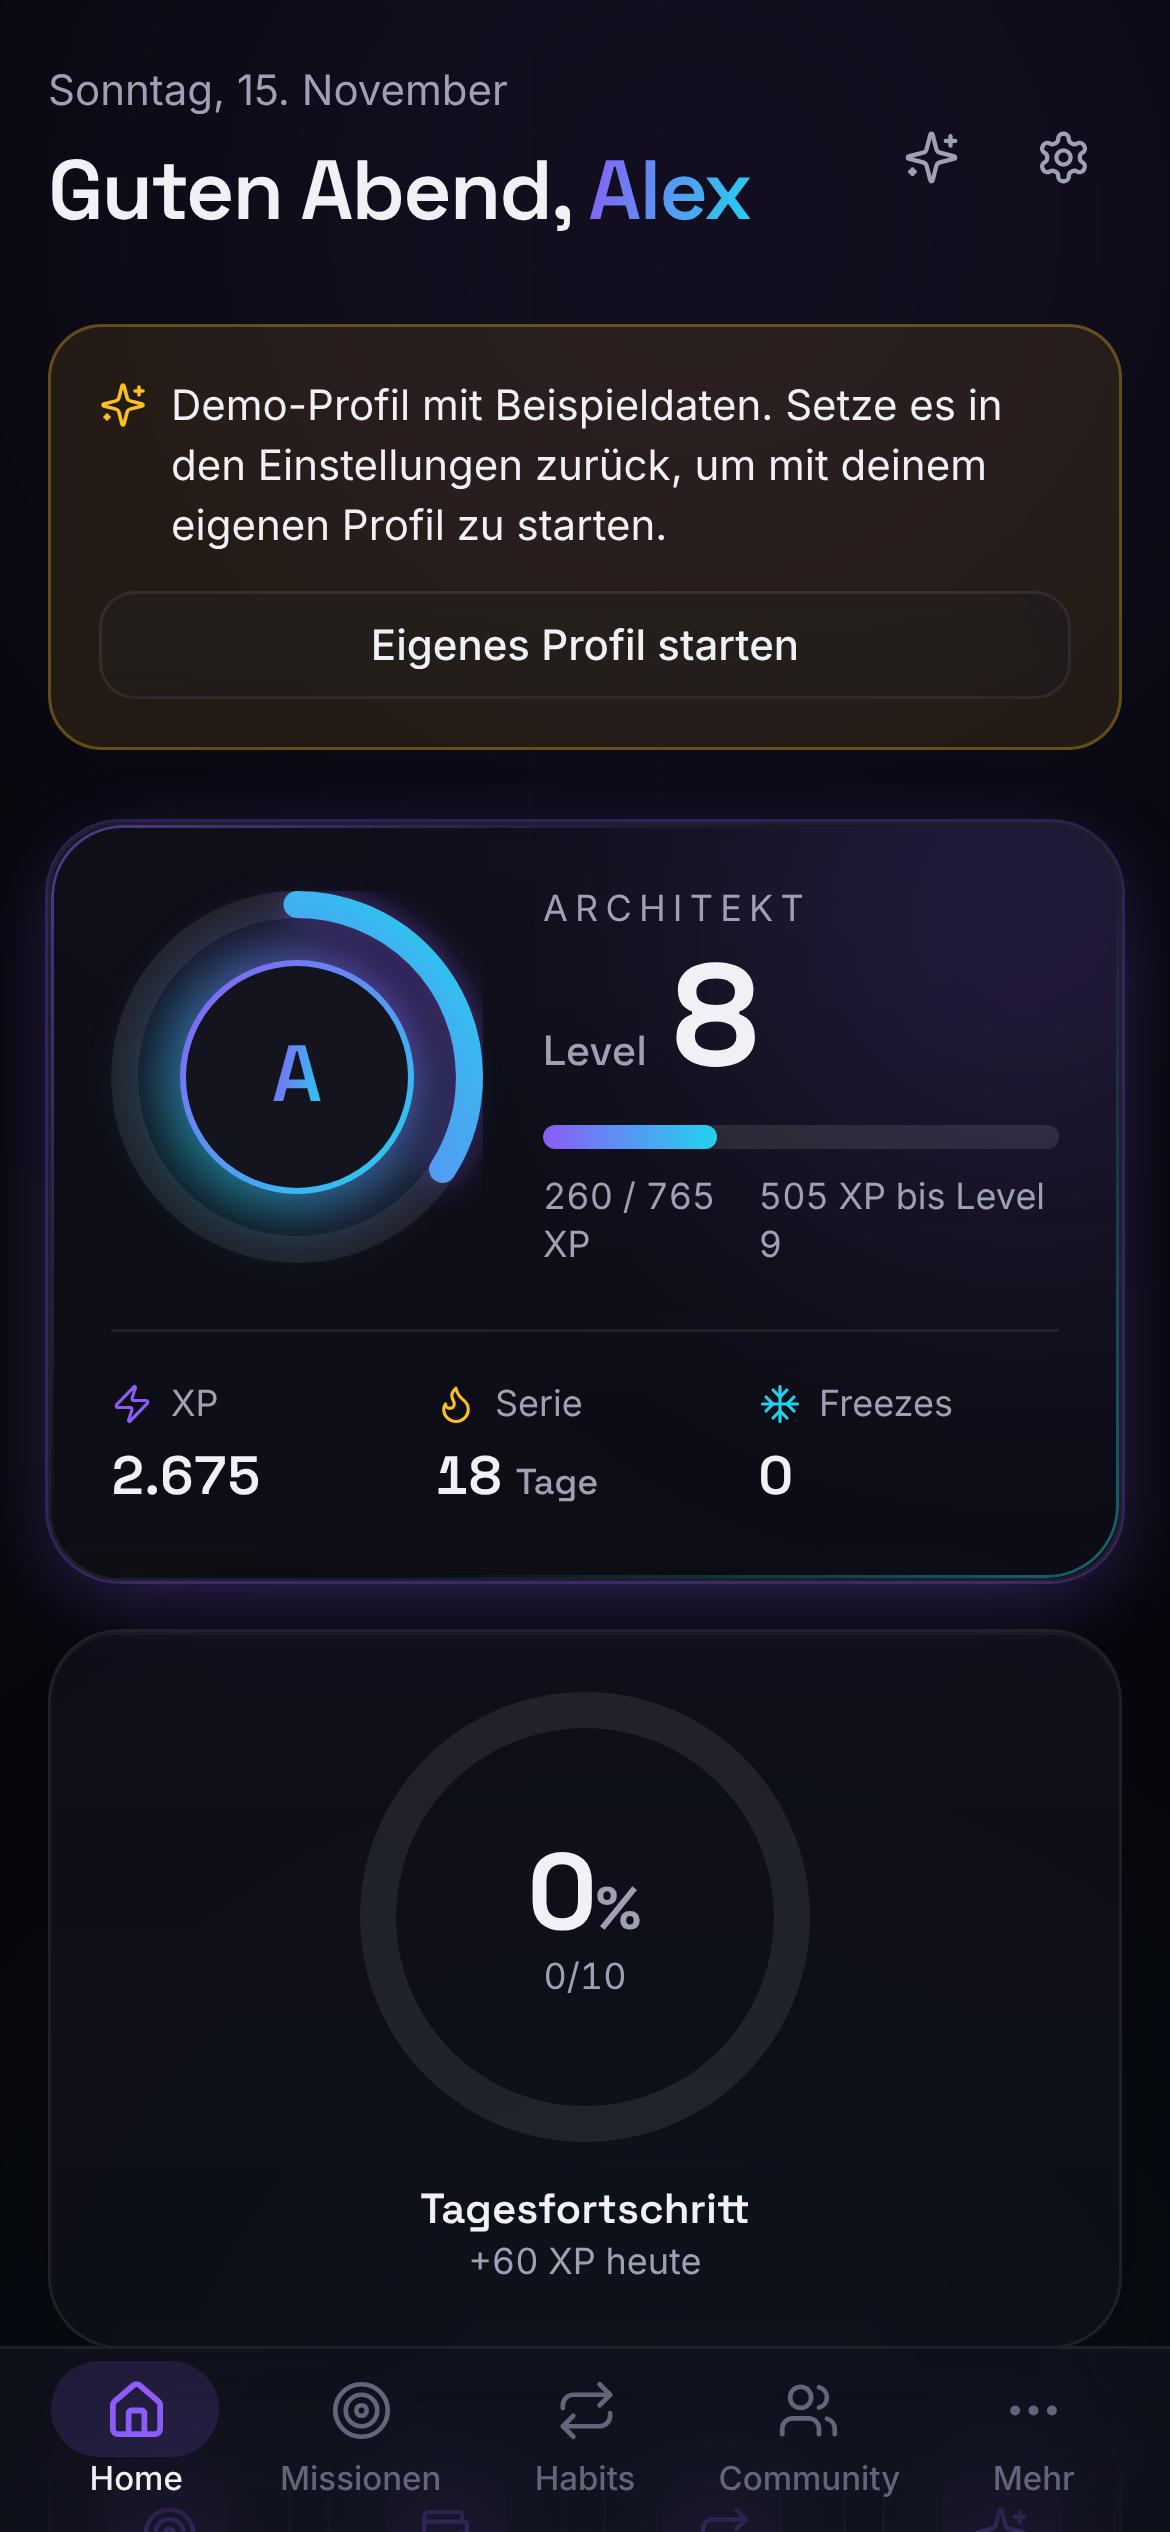 Sonntag, 15. November
Guten Abend, Alex
Demo-Profil mit Beispieldaten. Setze es in
den Einstellungen zurück, um mit deinem
eigenen Profil zu starten.
Eigenes Profil starten
A
ARCHITEKT
Level 8
260 / 765
XP
505 XP bis Level
9
XP
2.675
Serie
18 Tage
Freezes
0
0%
0/10
Tagesfortschritt
+60 XP heute
Home
Missionen
Habits
Community
Mehr